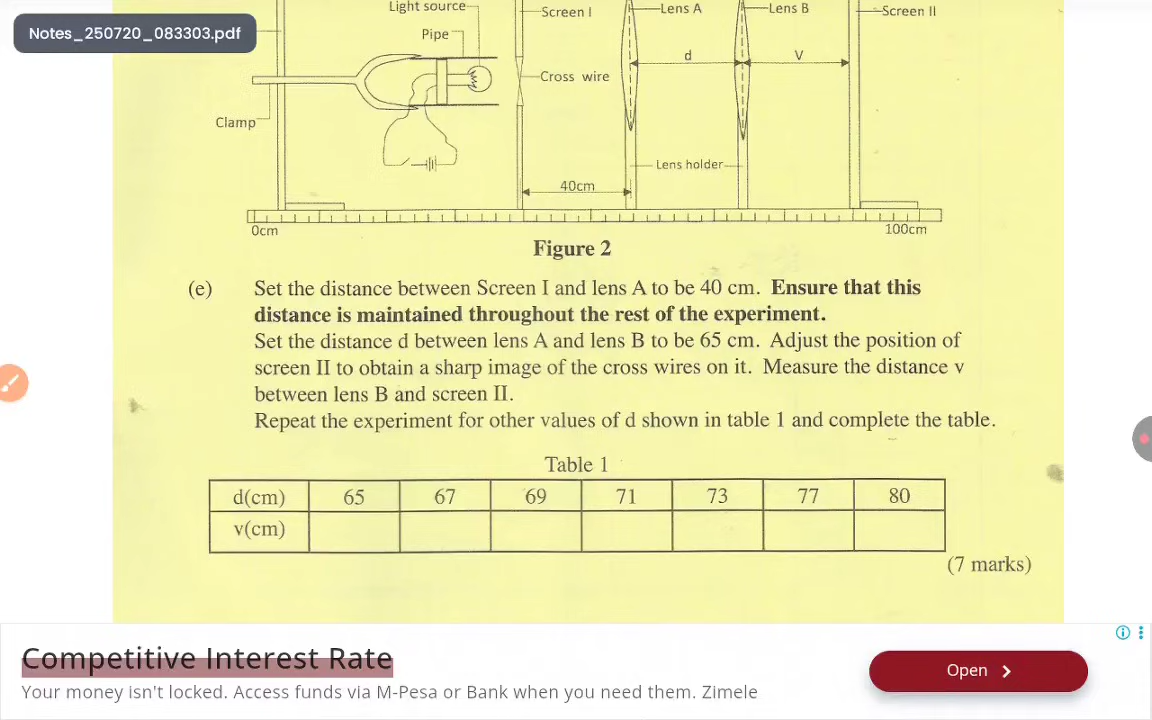 Notes_250720_083303.pdf
Light source
Screen I
Lens A
Lens B
Screen II
Pipe
d
V
Cross wire
Clamp
Lens holder
40cm
0cm
100cm
Figure 2
(e) Set the distance between Screen I and lens A to be 40 cm. Ensure that this
distance is maintained throughout the rest of the experiment.
Set the distance d between lens A and lens B to be 65 cm. Adjust the position of
screen II to obtain a sharp image of the cross wires on it. Measure the distance v
between lens B and screen II.
Repeat the experiment for other values of d shown in table 1 and complete the table.
Table 1
d(cm) 65 67 69 71 73 77 80
v(cm)
(7 marks)
Competitive Interest Rate
Your money isn't locked. Access funds via M-Pesa or Bank when you need them. Zimele
Open